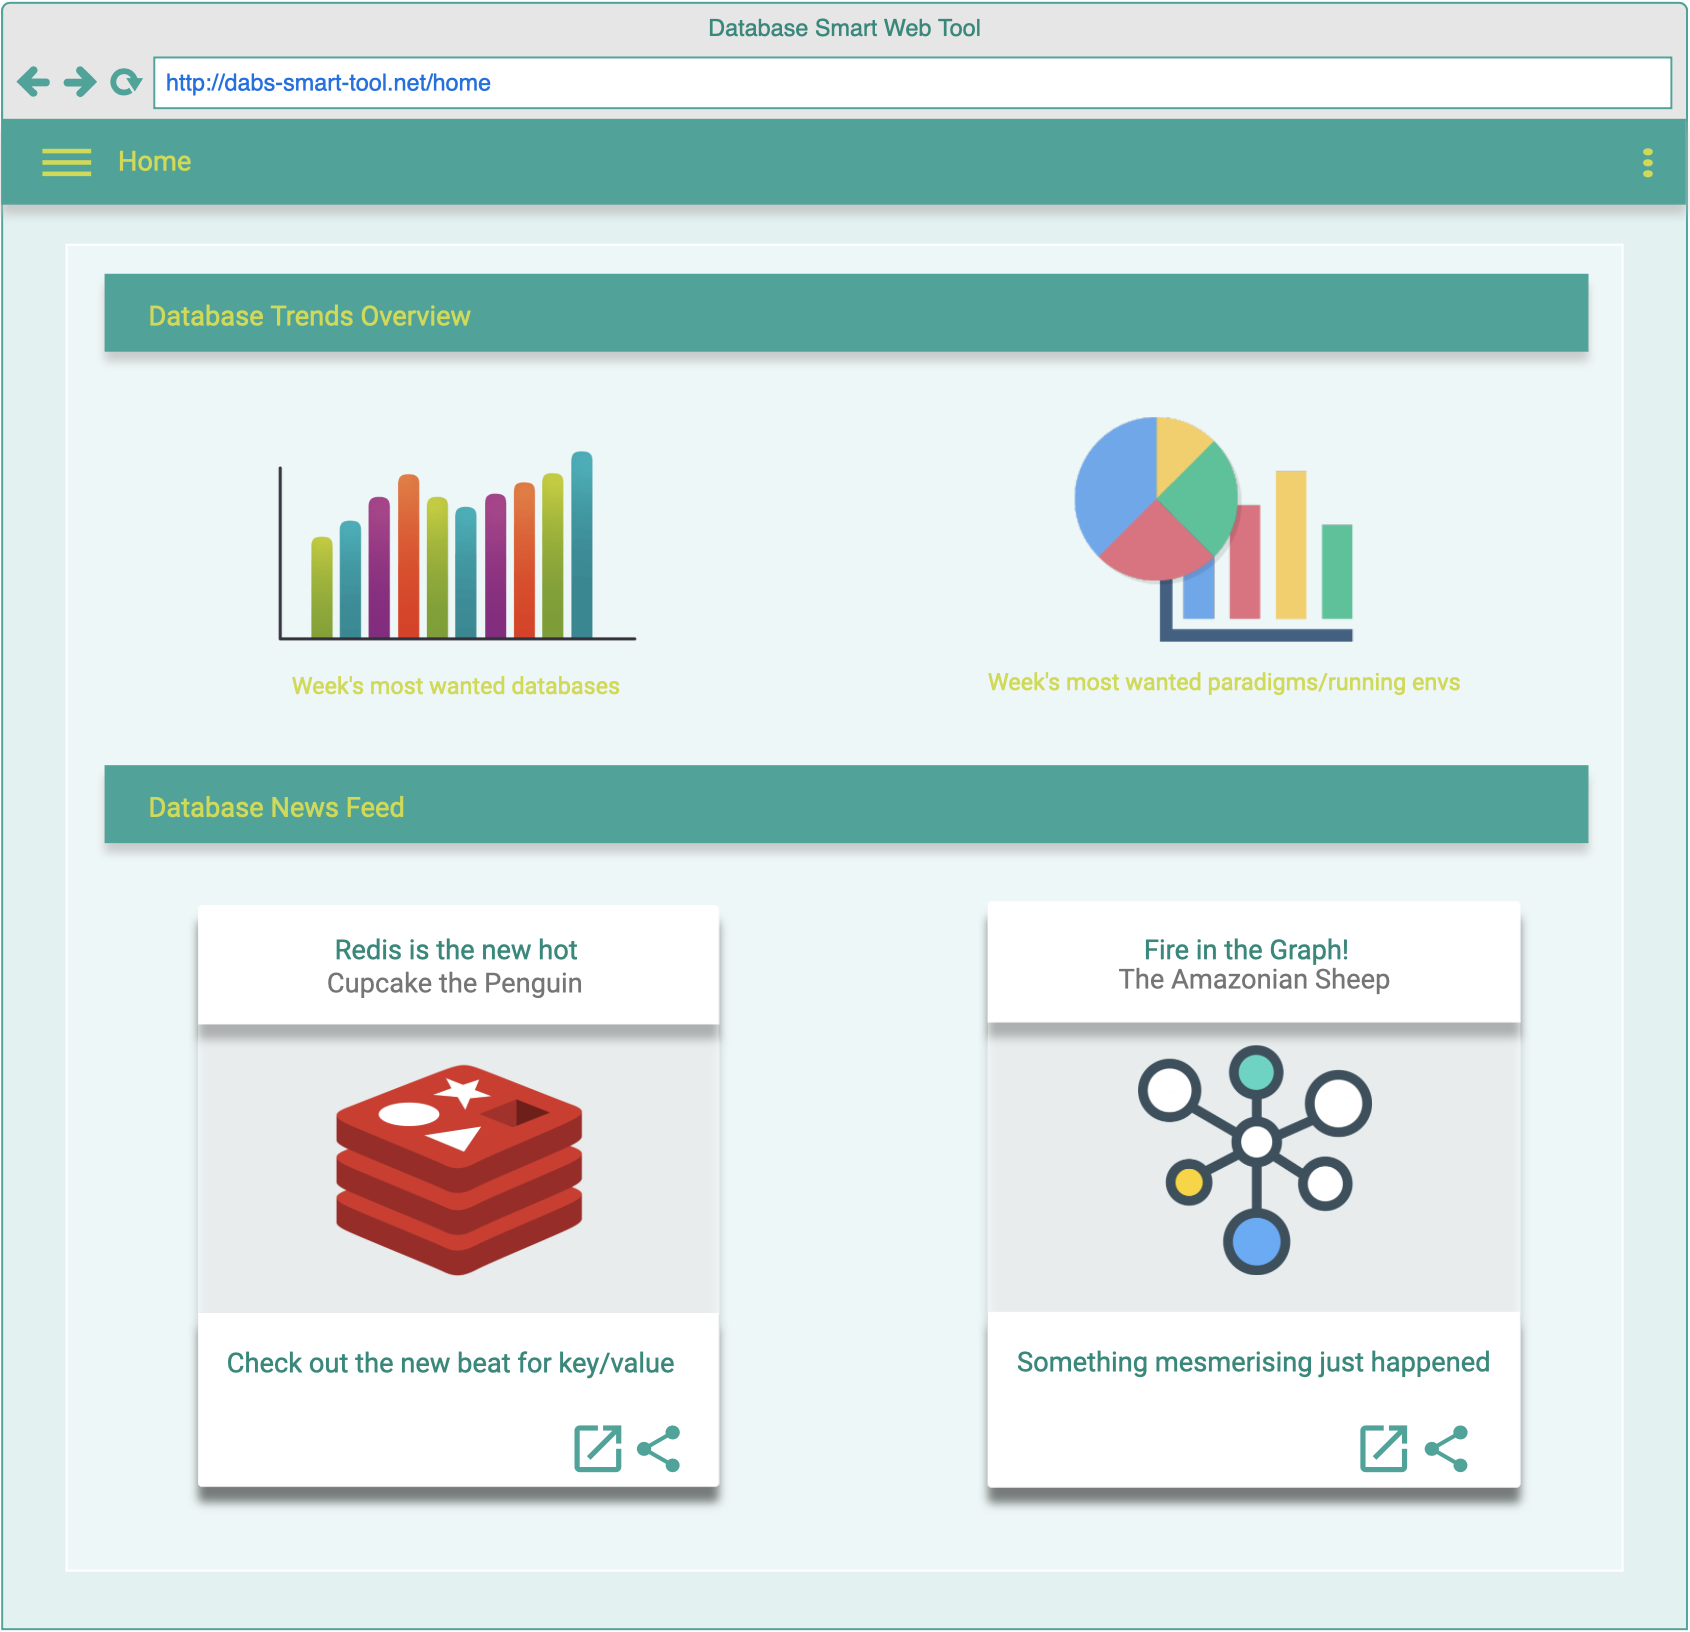 Database Smart Web Tool
http://dabs-smart-tool.net/home
Home
Database Trends Overview
Week's most wanted databases
Week's most wanted paradigms/running envs
Database News Feed
Redis is the new hot
Cupcake the Penguin
Check out the new beat for key/value
Fire in the Graph!
The Amazonian Sheep
Something mesmerising just happened